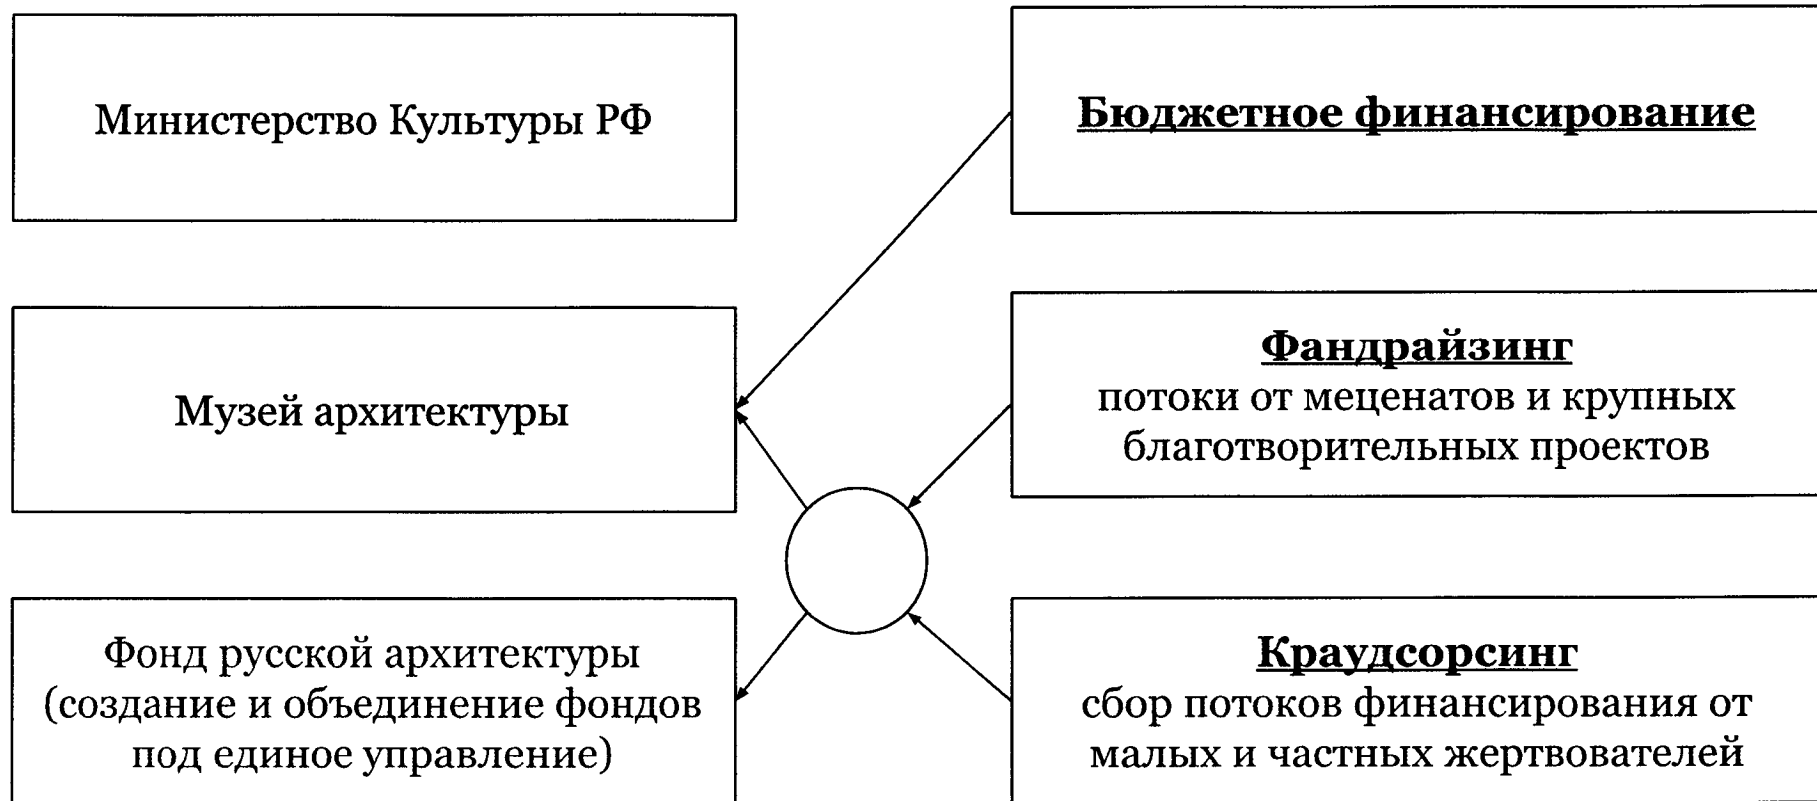 Министерство Культуры РФ
Бюджетное финансирование
Музей архитектуры
Фандрайзинг
потоки от меценатов и крупных
благотворительных проектов
Фонд русской архитектуры
(создание и объединение фондов
под единое управление)
Краудсорсинг
сбор потоков финансирования от
малых и частных жертвователей